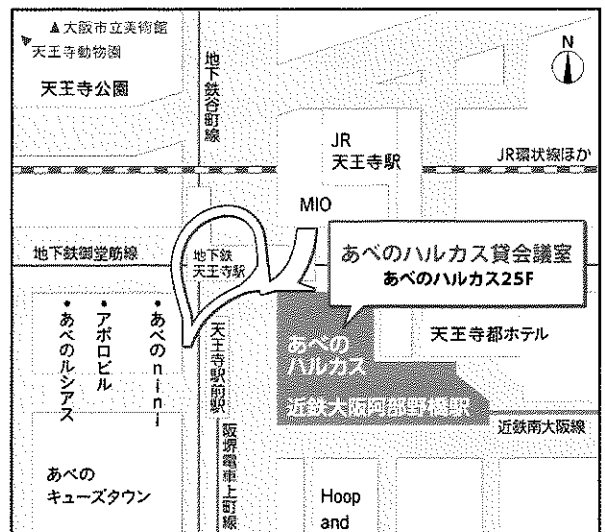 ▲大阪市立美術館
天王寺動物園
天王寺公園
地下鉄谷町線
N
JR
天王寺駅
JR環状線ほか
MIO
地下鉄御堂筋線
地下鉄
天王寺駅
あべのハルカス貸会議室
あべのハルカス25F
•あべのルシアス
•アポロビル
•あべのnini
天王寺駅前駅
あべの
ハルカス
天王寺都ホテル
近鉄大阪阿部野橋駅
近鉄南大阪線
阪堺電車上町線
あべの
キューズタウン
Hoop
and